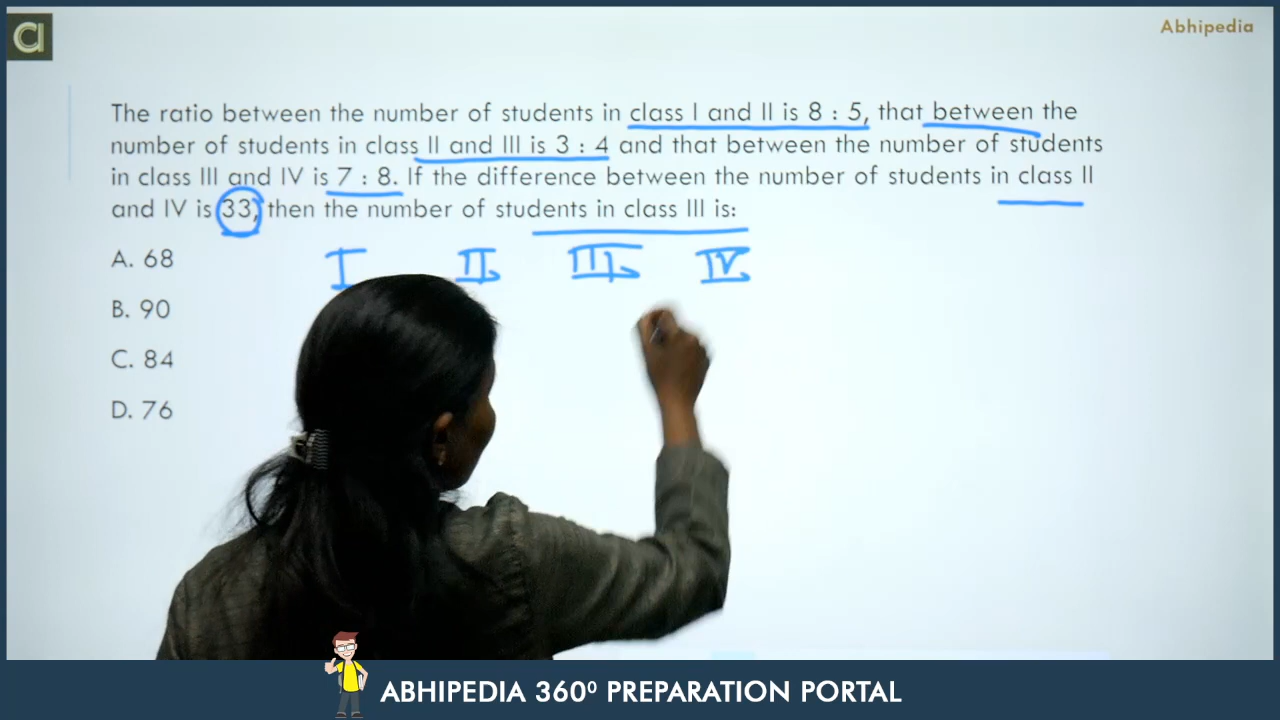 Abhipedia
The ratio between the number of students in class I and II is 8 : 5, that between the
number of students in class II and III is 3 : 4 and that between the number of students
in class III and IV is 7 : 8. If the difference between the number of students in class II
and IV is 33, then the number of students in class III is:
A. 68
B. 90
C. 84
D. 76
I II III IV
ABHIPEDIA 360⁰ PREPARATION PORTAL